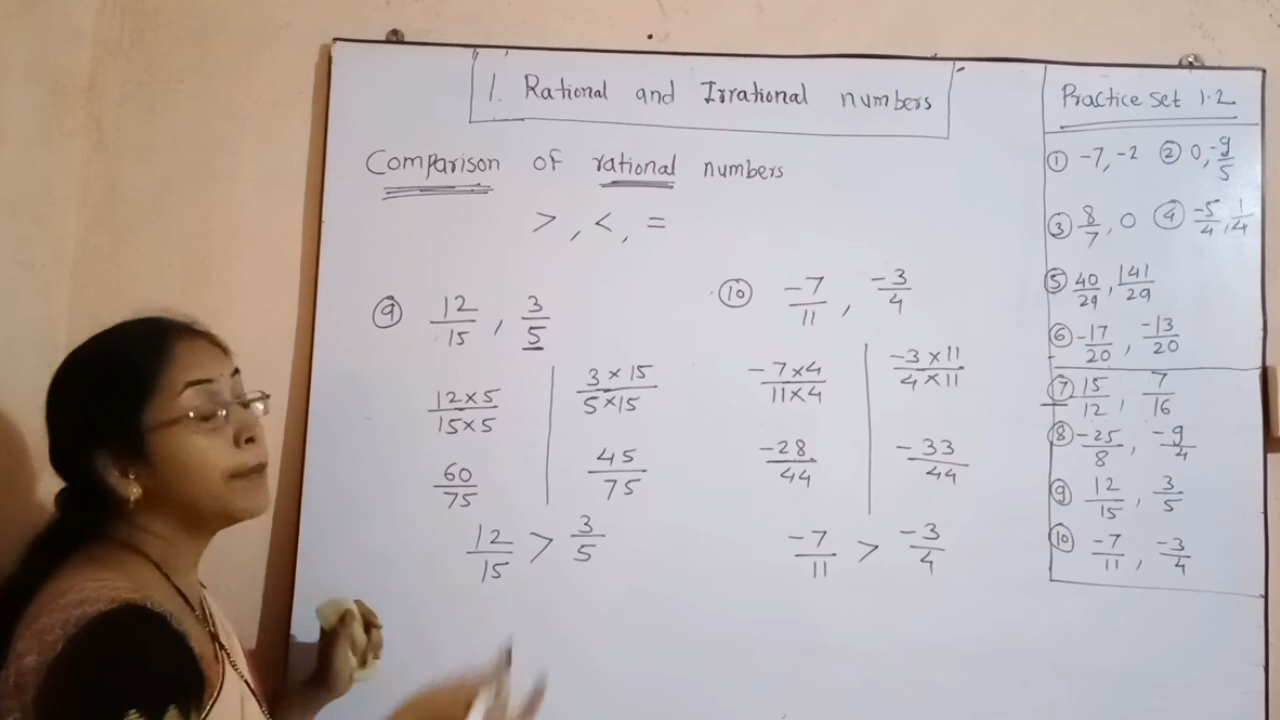 1. Rational and Irrational numbers
Comparison of rational numbers
> , < , =
⑨ 12/15 , 3/5
12×5/15×5 | 3×15/5×15
60/75 | 45/75
12/15 > 3/5
⑩ -7/11 , -3/4
-7×4/11×4 | -3×11/4×11
-28/44 | -33/44
-7/11 > -3/4
Practice set 1.2
① -7, -2 ② 0, -9/5
③ 8/7, 0 ④ -5/4, 1/4
⑤ 40/29, 141/29
⑥ -17/20, -13/20
⑦ 15/12, 7/16
⑧ -25/8, -9/4
⑨ 12/15, 3/5
⑩ -7/11, -3/4